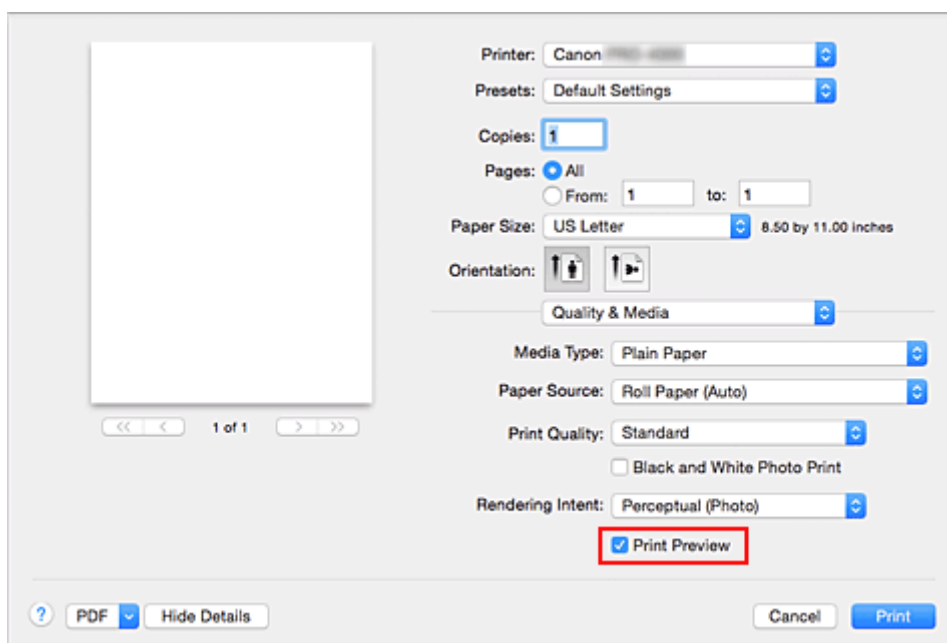 Printer: Canon
Presets: Default Settings
Copies: 1
Pages: All
From: 1 to: 1
Paper Size: US Letter 8.50 by 11.00 inches
Orientation:
Quality & Media
Media Type: Plain Paper
Paper Source: Roll Paper (Auto)
<< < 1 of 1 > >>
Print Quality: Standard
Black and White Photo Print
Rendering Intent: Perceptual (Photo)
Print Preview
? PDF Hide Details Cancel Print